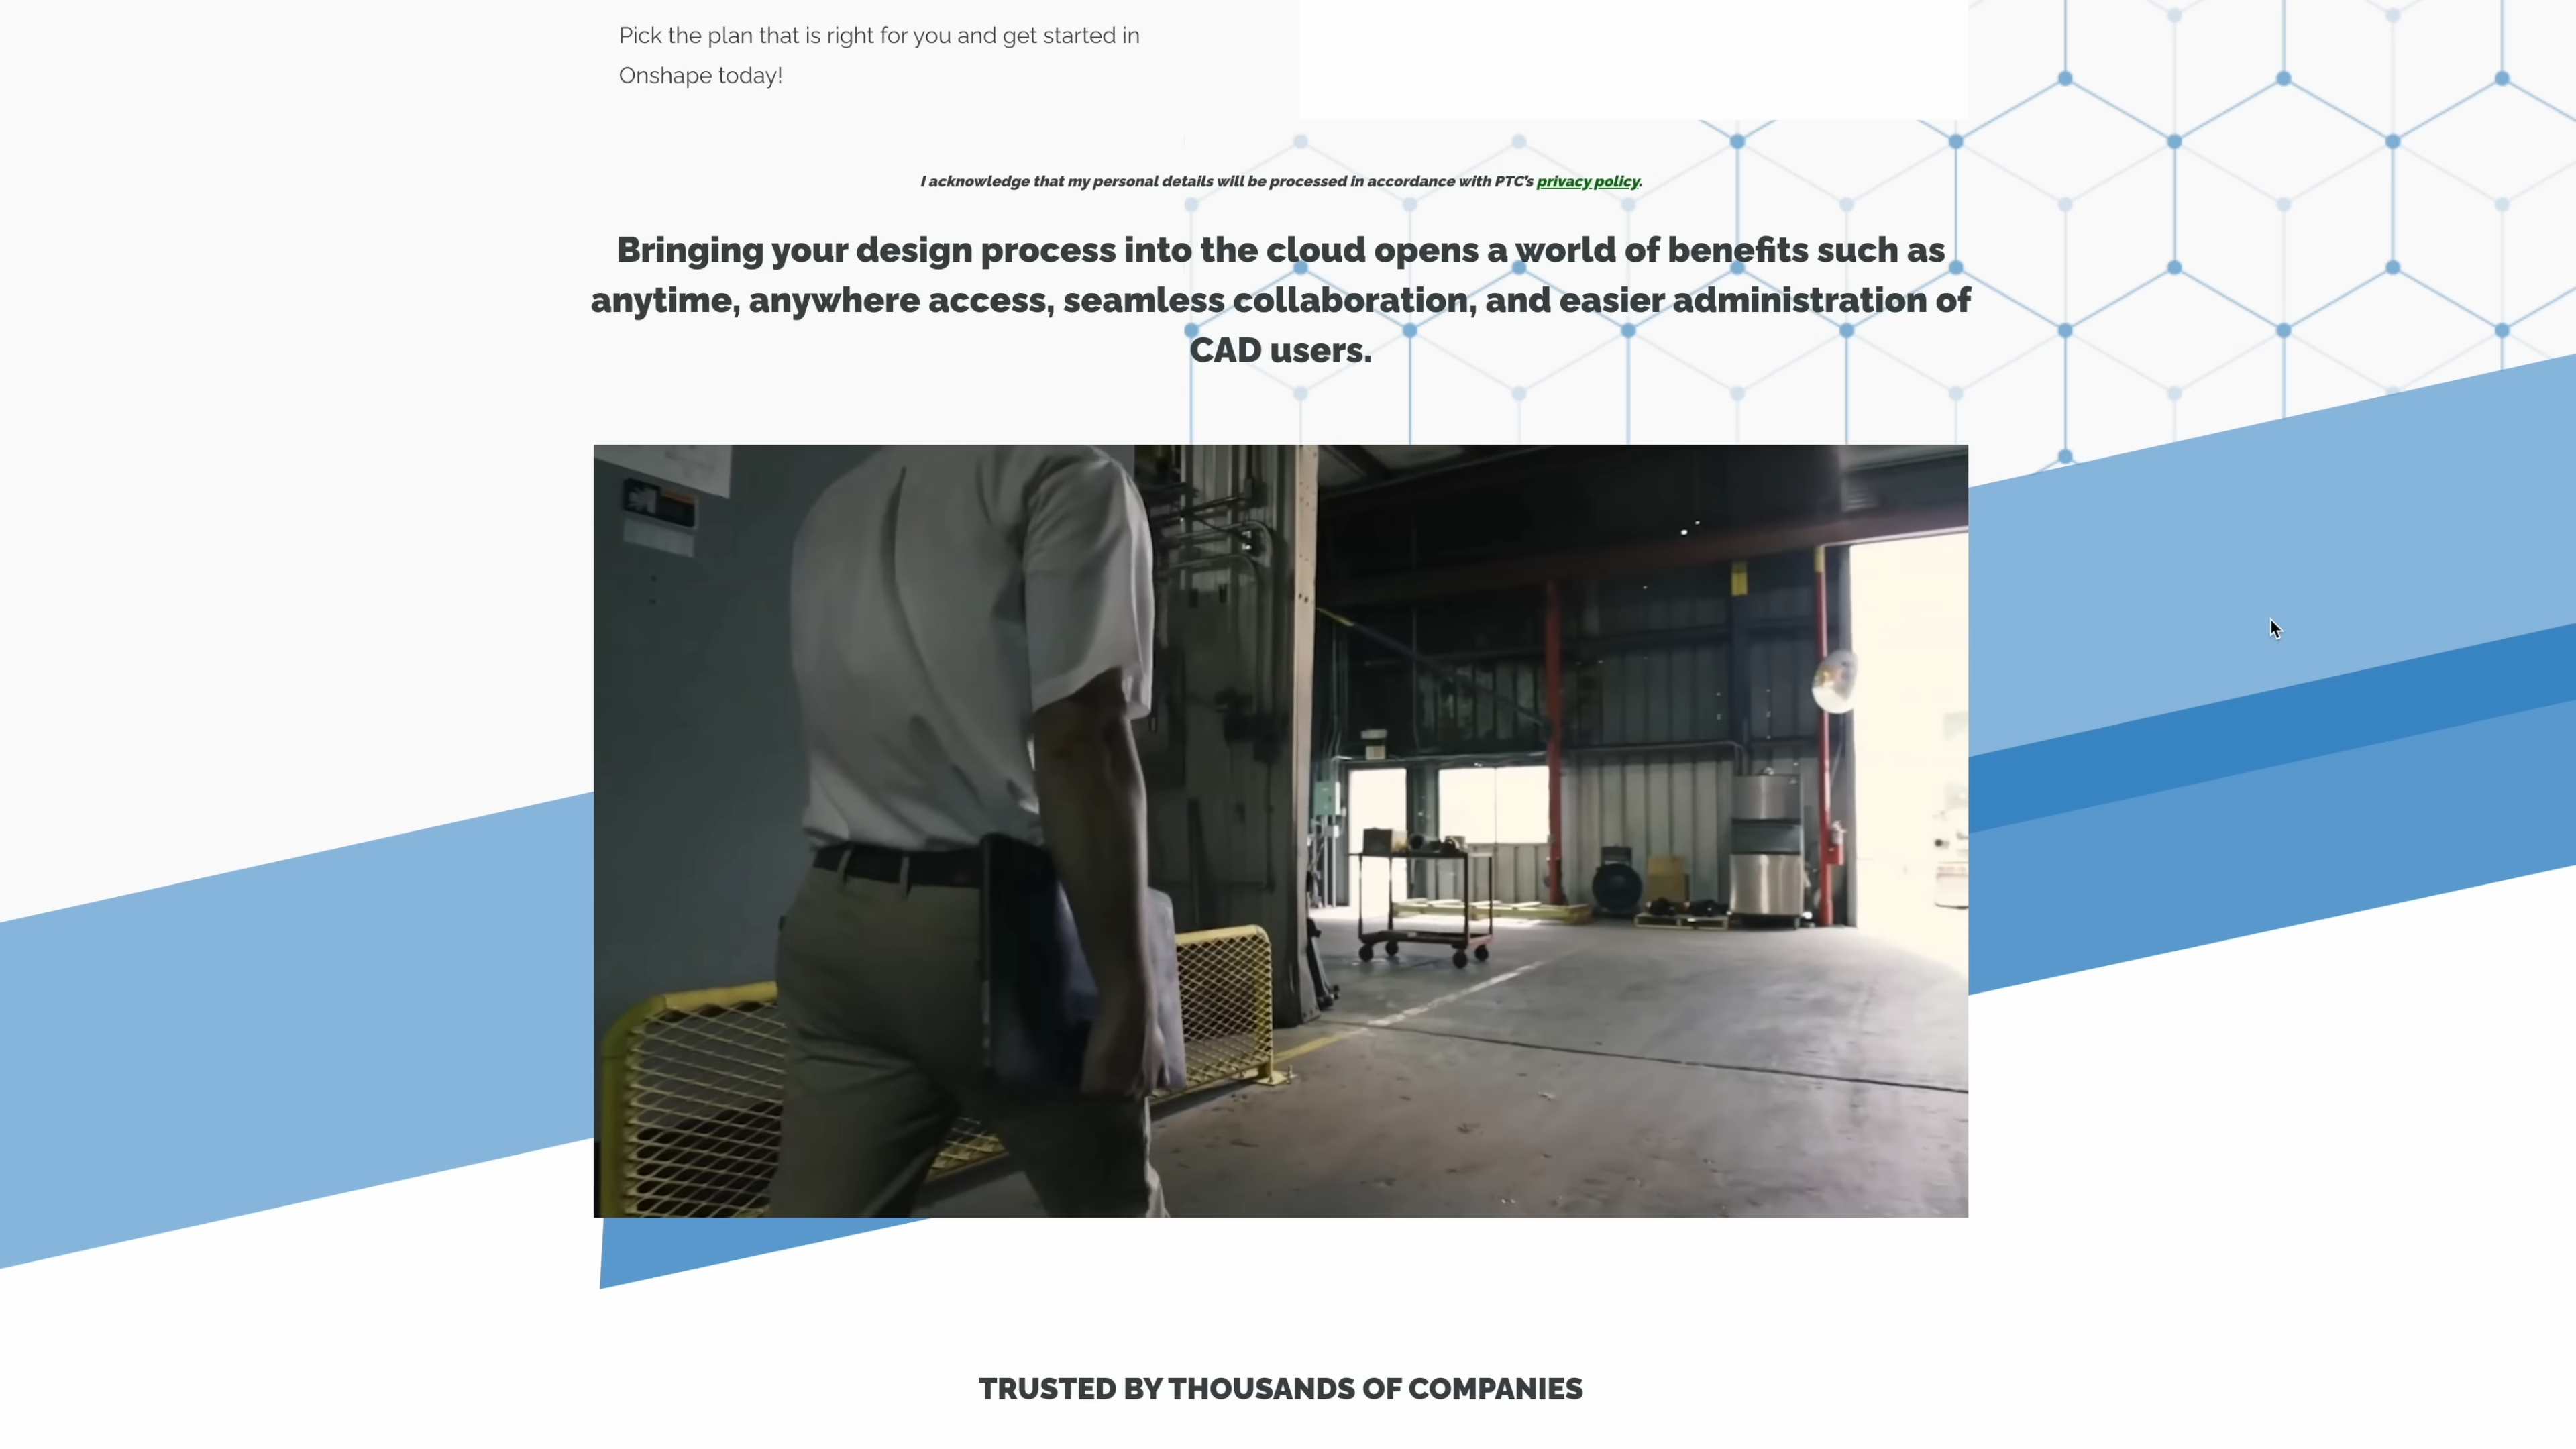 Pick the plan that is right for you and get started in
Onshape today!
I acknowledge that my personal details will be processed in accordance with PTC's privacy policy.
Bringing your design process into the cloud opens a world of benefits such as
anytime, anywhere access, seamless collaboration, and easier administration of
CAD users.
TRUSTED BY THOUSANDS OF COMPANIES